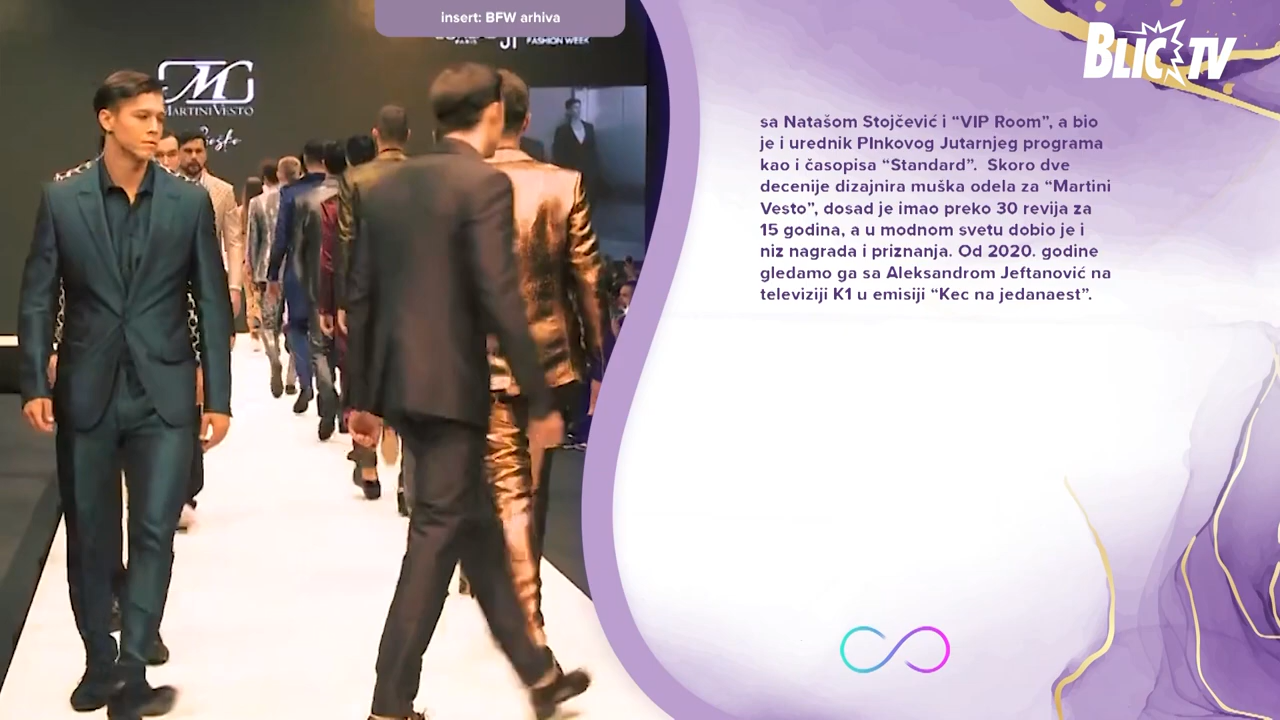 insert: BFW arhiva
PARIS
FASHION WEEK
MG
MARTINI VESTO
BLIC TV
sa Natašom Stojčević i “VIP Room”, a bio
je i urednik PInkovog Jutarnjeg programa
kao i časopisa “Standard”.  Skoro dve
decenije dizajnira muška odela za “Martini
Vesto”, dosad je imao preko 30 revija za
15 godina, a u modnom svetu dobio je i
niz nagrada i priznanja. Od 2020. godine
gledamo ga sa Aleksandrom Jeftanović na
televiziji K1 u emisiji “Kec na jedanaest”.